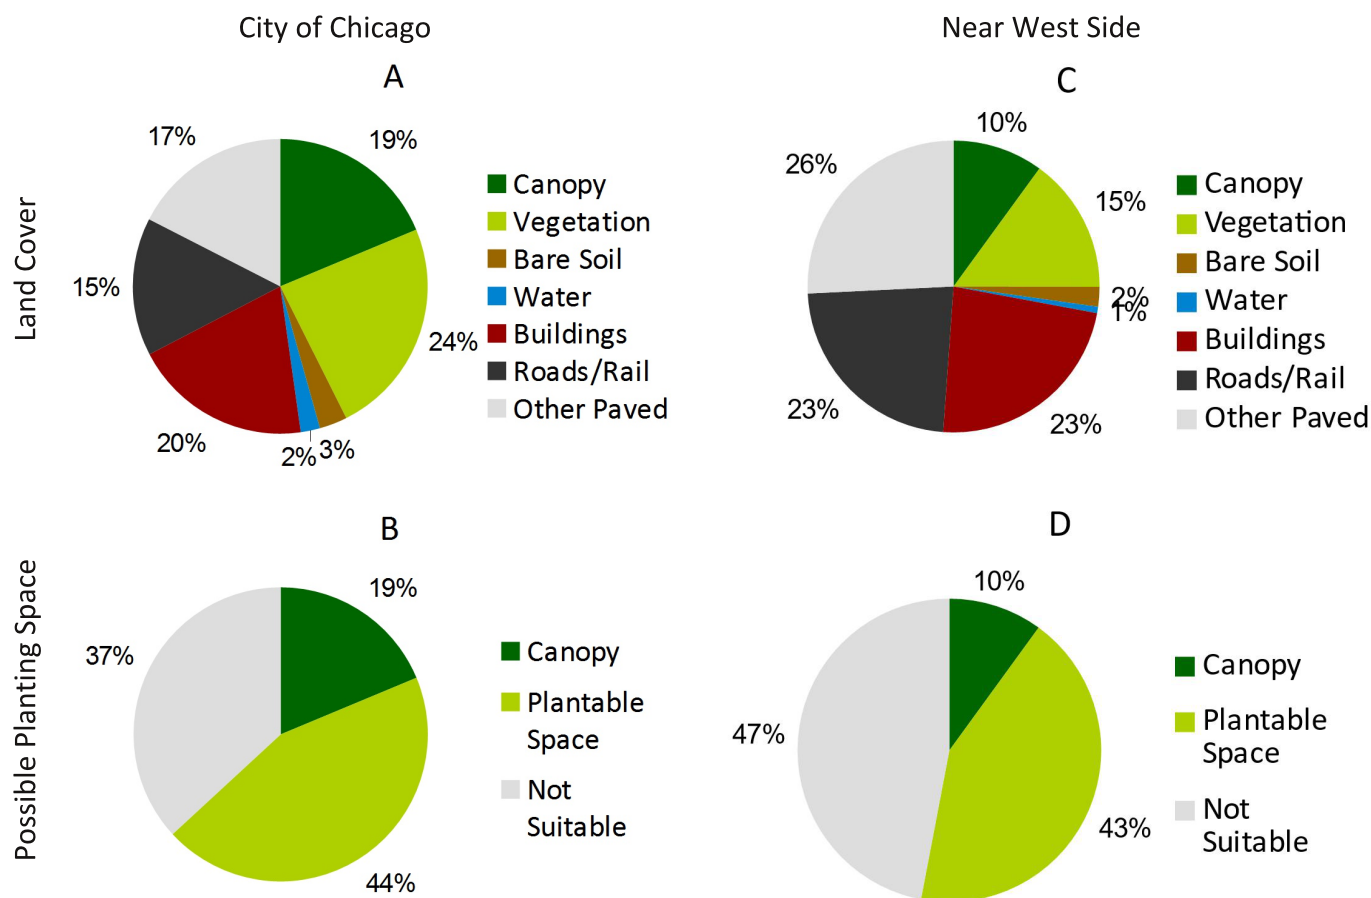 City of Chicago
Near West Side
Land Cover
A
17%
19%
15%
24%
20%
2%
3%
Canopy
Vegetation
Bare Soil
Water
Buildings
Roads/Rail
Other Paved
C
10%
26%
15%
2%
1%
23%
23%
Canopy
Vegetation
Bare Soil
Water
Buildings
Roads/Rail
Other Paved
Possible Planting Space
B
19%
37%
44%
Canopy
Plantable
Space
Not
Suitable
D
10%
47%
43%
Canopy
Plantable
Space
Not
Suitable